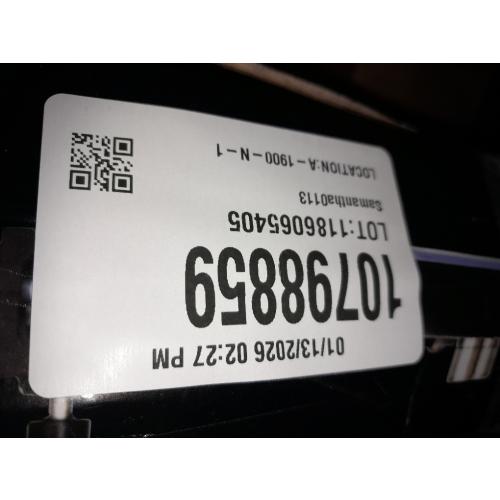 01/13/2026 02:27 PM
10798859
LOT:1186065405
Samantha0113
LOCATION:A-1900-N-1